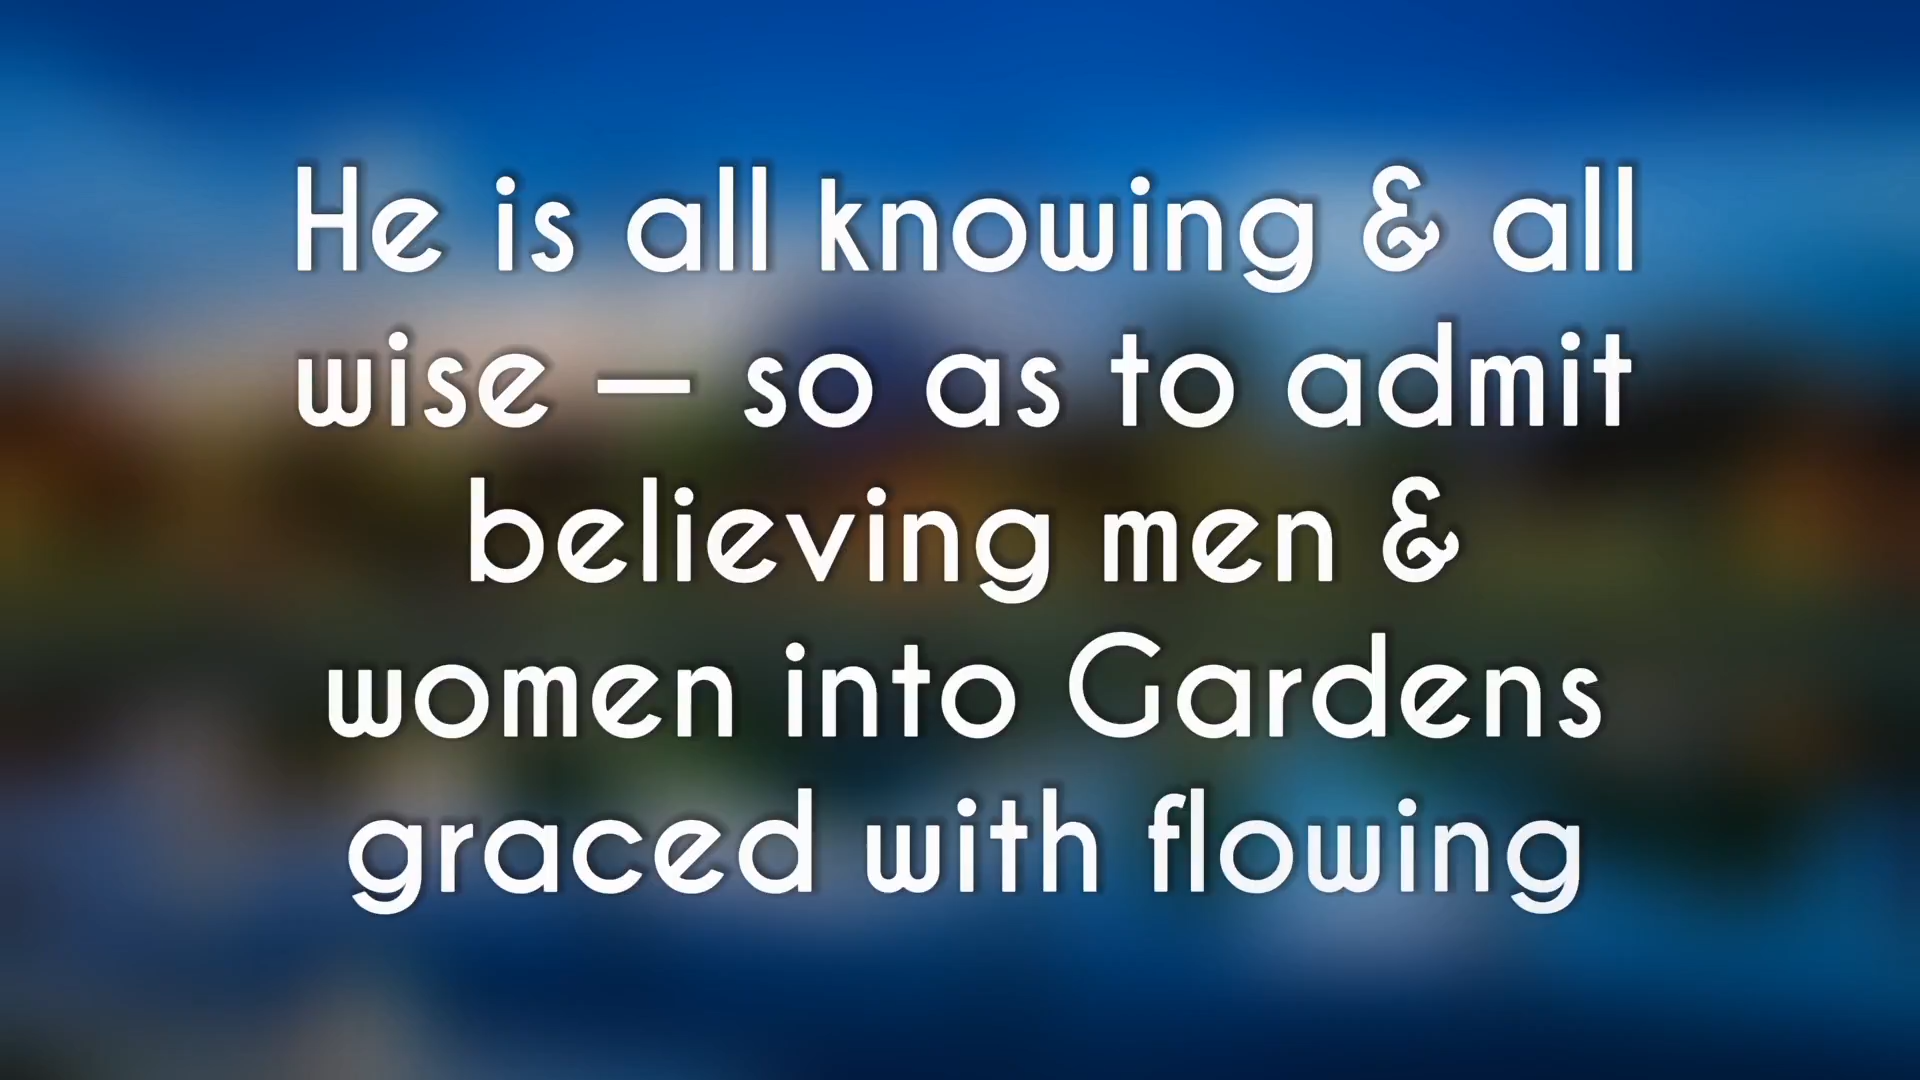 He is all knowing & all
wise – so as to admit
believing men &
women into Gardens
graced with flowing